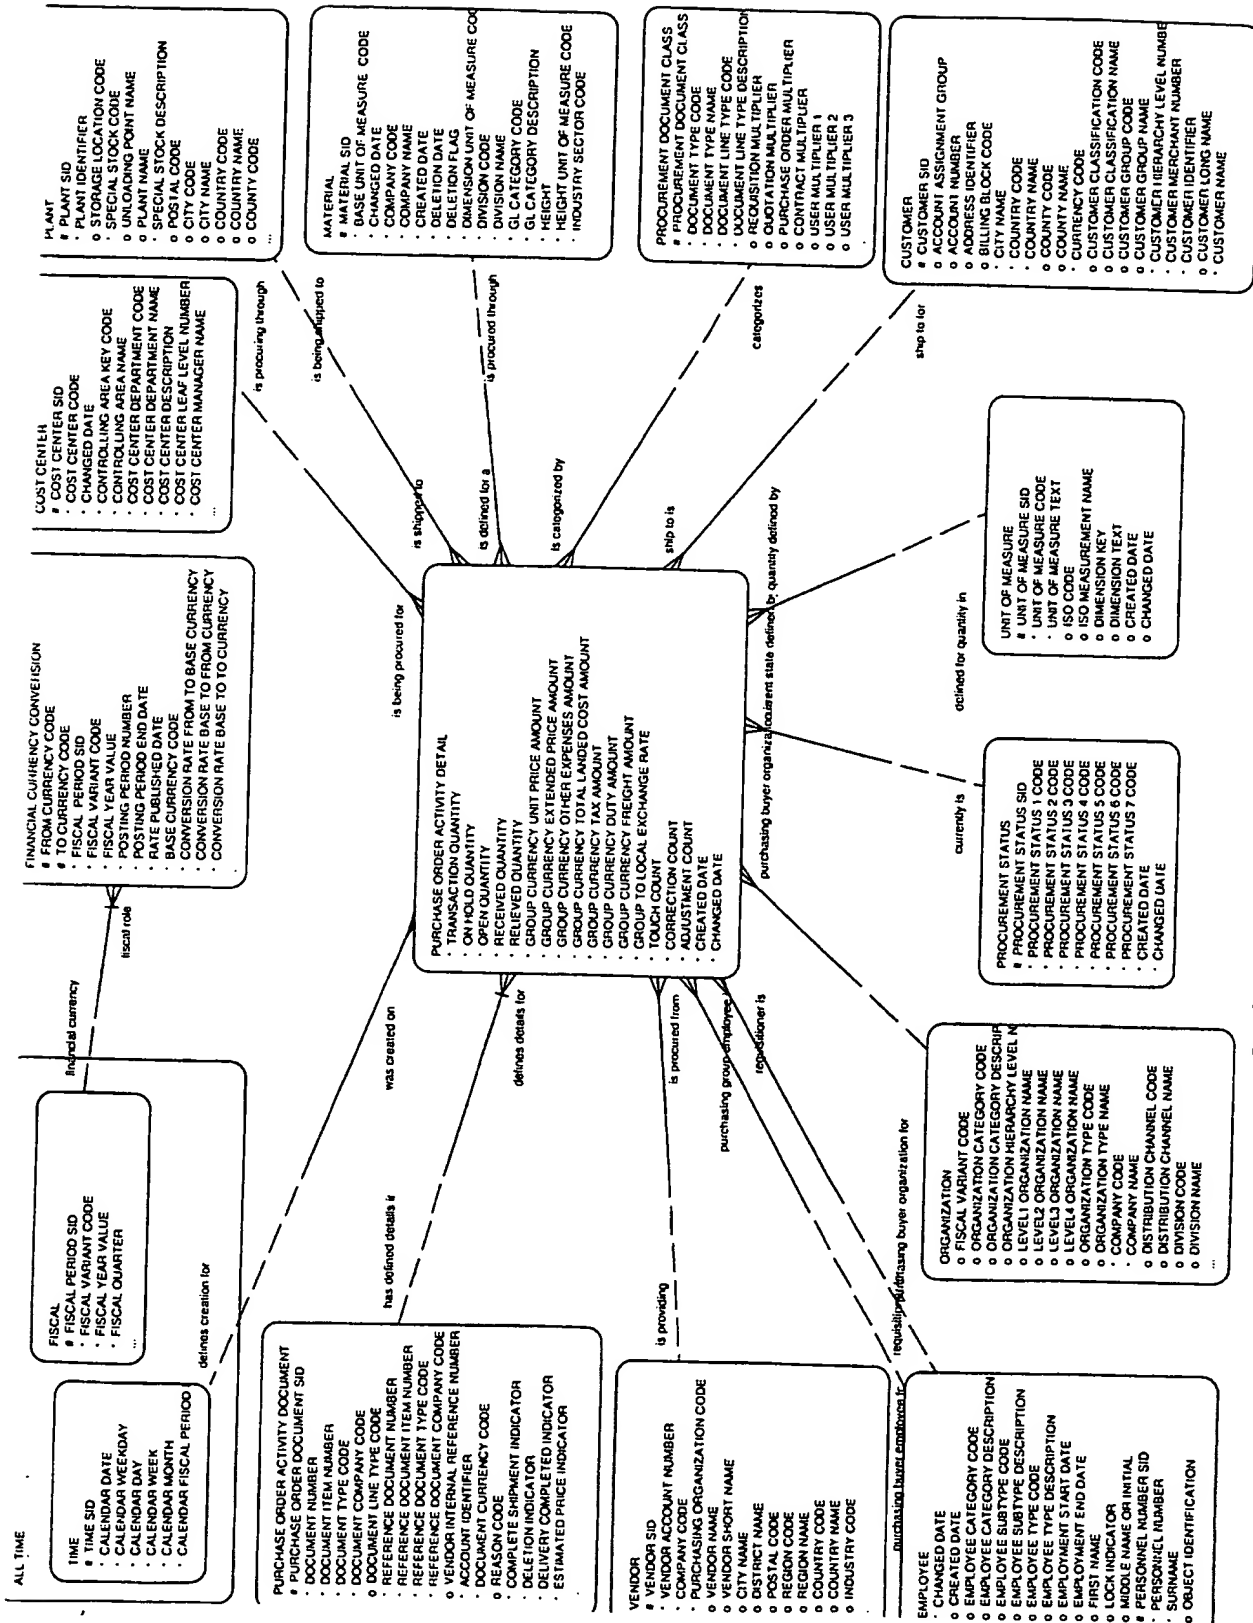 ALL TIME
TIME
# TIME SID
· CALENDAR DATE
· CALENDAR WEEKDAY
· CALENDAR DAY
· CALENDAR WEEK
· CALENDAR MONTH
· CALENDAR FISCAL PERIOD
FISCAL
# FISCAL PERIOD SID
· FISCAL VARIANT CODE
· FISCAL YEAR VALUE
· FISCAL QUARTER
...
financial currency
fiscal role
FINANCIAL CURRENCY CONVERSION
# FROM CURRENCY CODE
# TO CURRENCY CODE
· FISCAL PERIOD SID
· FISCAL VARIANT CODE
· FISCAL YEAR VALUE
· POSTING PERIOD NUMBER
· POSTING PERIOD END DATE
· RATE PUBLISHED DATE
· BASE CURRENCY CODE
· CONVERSION RATE FROM TO BASE CURRENCY
· CONVERSION RATE BASE TO FROM CURRENCY
· CONVERSION RATE BASE TO TO CURRENCY
COST CENTER
# COST CENTER SID
· COST CENTER CODE
· CHANGED DATE
· CONTROLLING AREA KEY CODE
· CONTROLLING AREA NAME
· COST CENTER DEPARTMENT CODE
· COST CENTER DEPARTMENT NAME
· COST CENTER DESCRIPTION
· COST CENTER LEAF LEVEL NUMBER
· COST CENTER MANAGER NAME
...
PLANT
# PLANT SID
· PLANT IDENTIFIER
o STORAGE LOCATION CODE
· SPECIAL STOCK CODE
o UNLOADING POINT NAME
o PLANT NAME
· SPECIAL STOCK DESCRIPTION
o POSTAL CODE
o CITY CODE
o CITY NAME
o COUNTRY CODE
o COUNTRY NAME
o COUNTY CODE
...
defines creation for
was created on
is being procured for
is procuring through
is being shipped to
is shipped to
PURCHASE ORDER ACTIVITY DOCUMENT
# PURCHASE ORDER DOCUMENT SID
· DOCUMENT NUMBER
· DOCUMENT ITEM NUMBER
· DOCUMENT TYPE CODE
· DOCUMENT COMPANY CODE
o DOCUMENT LINE TYPE CODE
· REFERENCE DOCUMENT NUMBER
· REFERENCE DOCUMENT ITEM NUMBER
· REFERENCE DOCUMENT TYPE CODE
· REFERENCE DOCUMENT COMPANY CODE
o VENDOR INTERNAL REFERENCE NUMBER
· ACCOUNT IDENTIFIER
· DOCUMENT CURRENCY CODE
o REASON CODE
· COMPLETE SHIPMENT INDICATOR
· DELETION INDICATOR
· DELIVERY COMPLETED INDICATOR
· ESTIMATED PRICE INDICATOR
has defined details in
defines details for
PURCHASE ORDER ACTIVITY DETAIL
· TRANSACTION QUANTITY
· ON HOLD QUANTITY
· OPEN QUANTITY
· RECEIVED QUANTITY
· RELIEVED QUANTITY
· GROUP CURRENCY UNIT PRICE AMOUNT
· GROUP CURRENCY EXTENDED PRICE AMOUNT
· GROUP CURRENCY OTHER EXPENSES AMOUNT
· GROUP CURRENCY TOTAL LANDED COST AMOUNT
· GROUP CURRENCY TAX AMOUNT
· GROUP CURRENCY DUTY AMOUNT
· GROUP CURRENCY FREIGHT AMOUNT
· GROUP TO LOCAL EXCHANGE RATE
· TOUCH COUNT
· CORRECTION COUNT
· ADJUSTMENT COUNT
· CREATED DATE
· CHANGED DATE
is defined for a
is procured through
MATERIAL
# MATERIAL SID
· BASE UNIT OF MEASURE CODE
· CHANGED DATE
· COMPANY CODE
· COMPANY NAME
· CREATED DATE
· DELETION DATE
· DELETION FLAG
· DIMENSION UNIT OF MEASURE COD
· DIVISION CODE
· DIVISION NAME
· GL CATEGORY CODE
· GL CATEGORY DESCRIPTION
· HEIGHT
· HEIGHT UNIT OF MEASURE CODE
· INDUSTRY SECTOR CODE
is categorized by
categorizes
PROCUREMENT DOCUMENT CLASS
# PROCUREMENT DOCUMENT CLASS
· DOCUMENT TYPE CODE
· DOCUMENT TYPE NAME
· DOCUMENT LINE TYPE CODE
· DOCUMENT LINE TYPE DESCRIPTION
o REQUISITION MULTIPLIER
o QUOTATION MULTIPLIER
o PURCHASE ORDER MULTIPLIER
o CONTRACT MULTIPLIER
o USER MULTIPLIER 1
o USER MULTIPLIER 2
o USER MULTIPLIER 3
VENDOR
# VENDOR SID
· VENDOR ACCOUNT NUMBER
· COMPANY CODE
· PURCHASING ORGANIZATION CODE
o VENDOR NAME
o VENDOR SHORT NAME
o CITY NAME
o DISTRICT NAME
o POSTAL CODE
o REGION CODE
o REGION NAME
o COUNTRY CODE
o COUNTRY NAME
o INDUSTRY CODE
is providing
is procured from
purchasing group employee
requisitioner is
purchasing buyer organization
quantity defined by
ship to is
ship to for
CUSTOMER
# CUSTOMER SID
o ACCOUNT ASSIGNMENT GROUP
o ACCOUNT NUMBER
o ADDRESS IDENTIFIER
o BILLING BLOCK CODE
· CITY NAME
· COUNTRY CODE
· COUNTRY NAME
o COUNTY CODE
o COUNTY NAME
· CURRENCY CODE
o CUSTOMER CLASSIFICATION CODE
o CUSTOMER CLASSIFICATION NAME
o CUSTOMER GROUP CODE
o CUSTOMER GROUP NAME
· CUSTOMER HIERARCHY LEVEL NUMBE
· CUSTOMER MERCHANT NUMBER
· CUSTOMER IDENTIFIER
o CUSTOMER LONG NAME
· CUSTOMER NAME
EMPLOYEE
· CHANGED DATE
o CREATED DATE
o EMPLOYEE CATEGORY CODE
o EMPLOYEE CATEGORY DESCRIPTION
o EMPLOYEE SUBTYPE CODE
o EMPLOYEE SUBTYPE DESCRIPTION
o EMPLOYEE TYPE CODE
o EMPLOYEE TYPE DESCRIPTION
o EMPLOYMENT START DATE
o EMPLOYMENT END DATE
o FIRST NAME
o LOCK INDICATOR
o MIDDLE NAME OR INITIAL
# PERSONNEL NUMBER SID
· PERSONNEL NUMBER
· SURNAME
· OBJECT IDENTIFICATION
purchasing buyer organization for
ORGANIZATION
o FISCAL VARIANT CODE
o ORGANIZATION CATEGORY CODE
o ORGANIZATION CATEGORY DESCRIP
o ORGANIZATION HIERARCHY LEVEL N
o LEVEL1 ORGANIZATION NAME
o LEVEL2 ORGANIZATION NAME
o LEVEL3 ORGANIZATION NAME
o LEVEL4 ORGANIZATION NAME
o ORGANIZATION TYPE CODE
o ORGANIZATION TYPE NAME
· COMPANY CODE
· COMPANY NAME
o DISTRIBUTION CHANNEL CODE
o DISTRIBUTION CHANNEL NAME
o DIVISION CODE
o DIVISION NAME
...
currently is
PROCUREMENT STATUS
# PROCUREMENT STATUS SID
· PROCUREMENT STATUS 1 CODE
· PROCUREMENT STATUS 2 CODE
· PROCUREMENT STATUS 3 CODE
· PROCUREMENT STATUS 4 CODE
· PROCUREMENT STATUS 5 CODE
· PROCUREMENT STATUS 6 CODE
· PROCUREMENT STATUS 7 CODE
· CREATED DATE
· CHANGED DATE
defined for quantity in
UNIT OF MEASURE
# UNIT OF MEASURE SID
· UNIT OF MEASURE CODE
· UNIT OF MEASURE TEXT
o ISO CODE
o ISO MEASUREMENT NAME
o DIMENSION KEY
o DIMENSION TEXT
o CREATED DATE
o CHANGED DATE